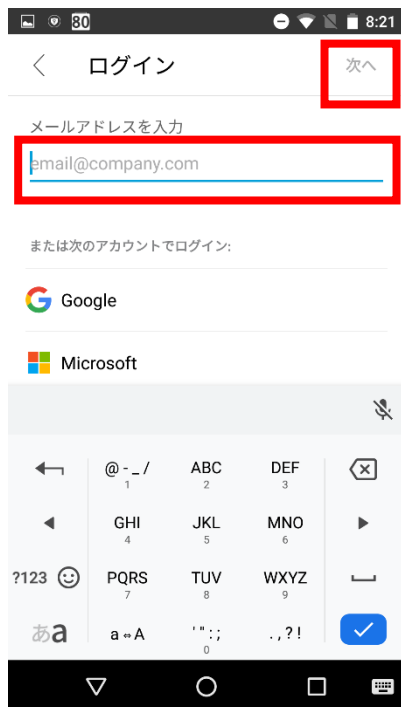 80 8:21
ログイン 次へ
メールアドレスを入力
email@company.com
または次のアカウントでログイン:
Google
Microsoft
@-_/ ABC DEF
1 2 3
GHI JKL MNO
4 5 6
?123 PQRS TUV WXYZ
7 8 9
あa a⇔A '":; .,?!
0